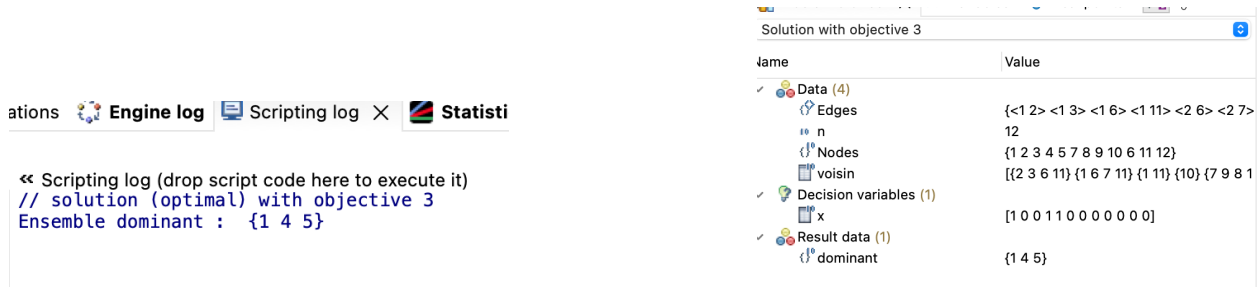 Solution with objective 3
Name Value
Data (4)
Edges {<1 2> <1 3> <1 6> <1 11> <2 6> <2 7>
n 12
Nodes {1 2 3 4 5 7 8 9 10 6 11 12}
voisin [{2 3 6 11} {1 6 7 11} {1 11} {10} {7 9 8 1
Decision variables (1)
x [1 0 0 1 1 0 0 0 0 0 0 0]
Result data (1)
dominant {1 4 5}
ations Engine log Scripting log Statisti
« Scripting log (drop script code here to execute it)
// solution (optimal) with objective 3
Ensemble dominant : {1 4 5}